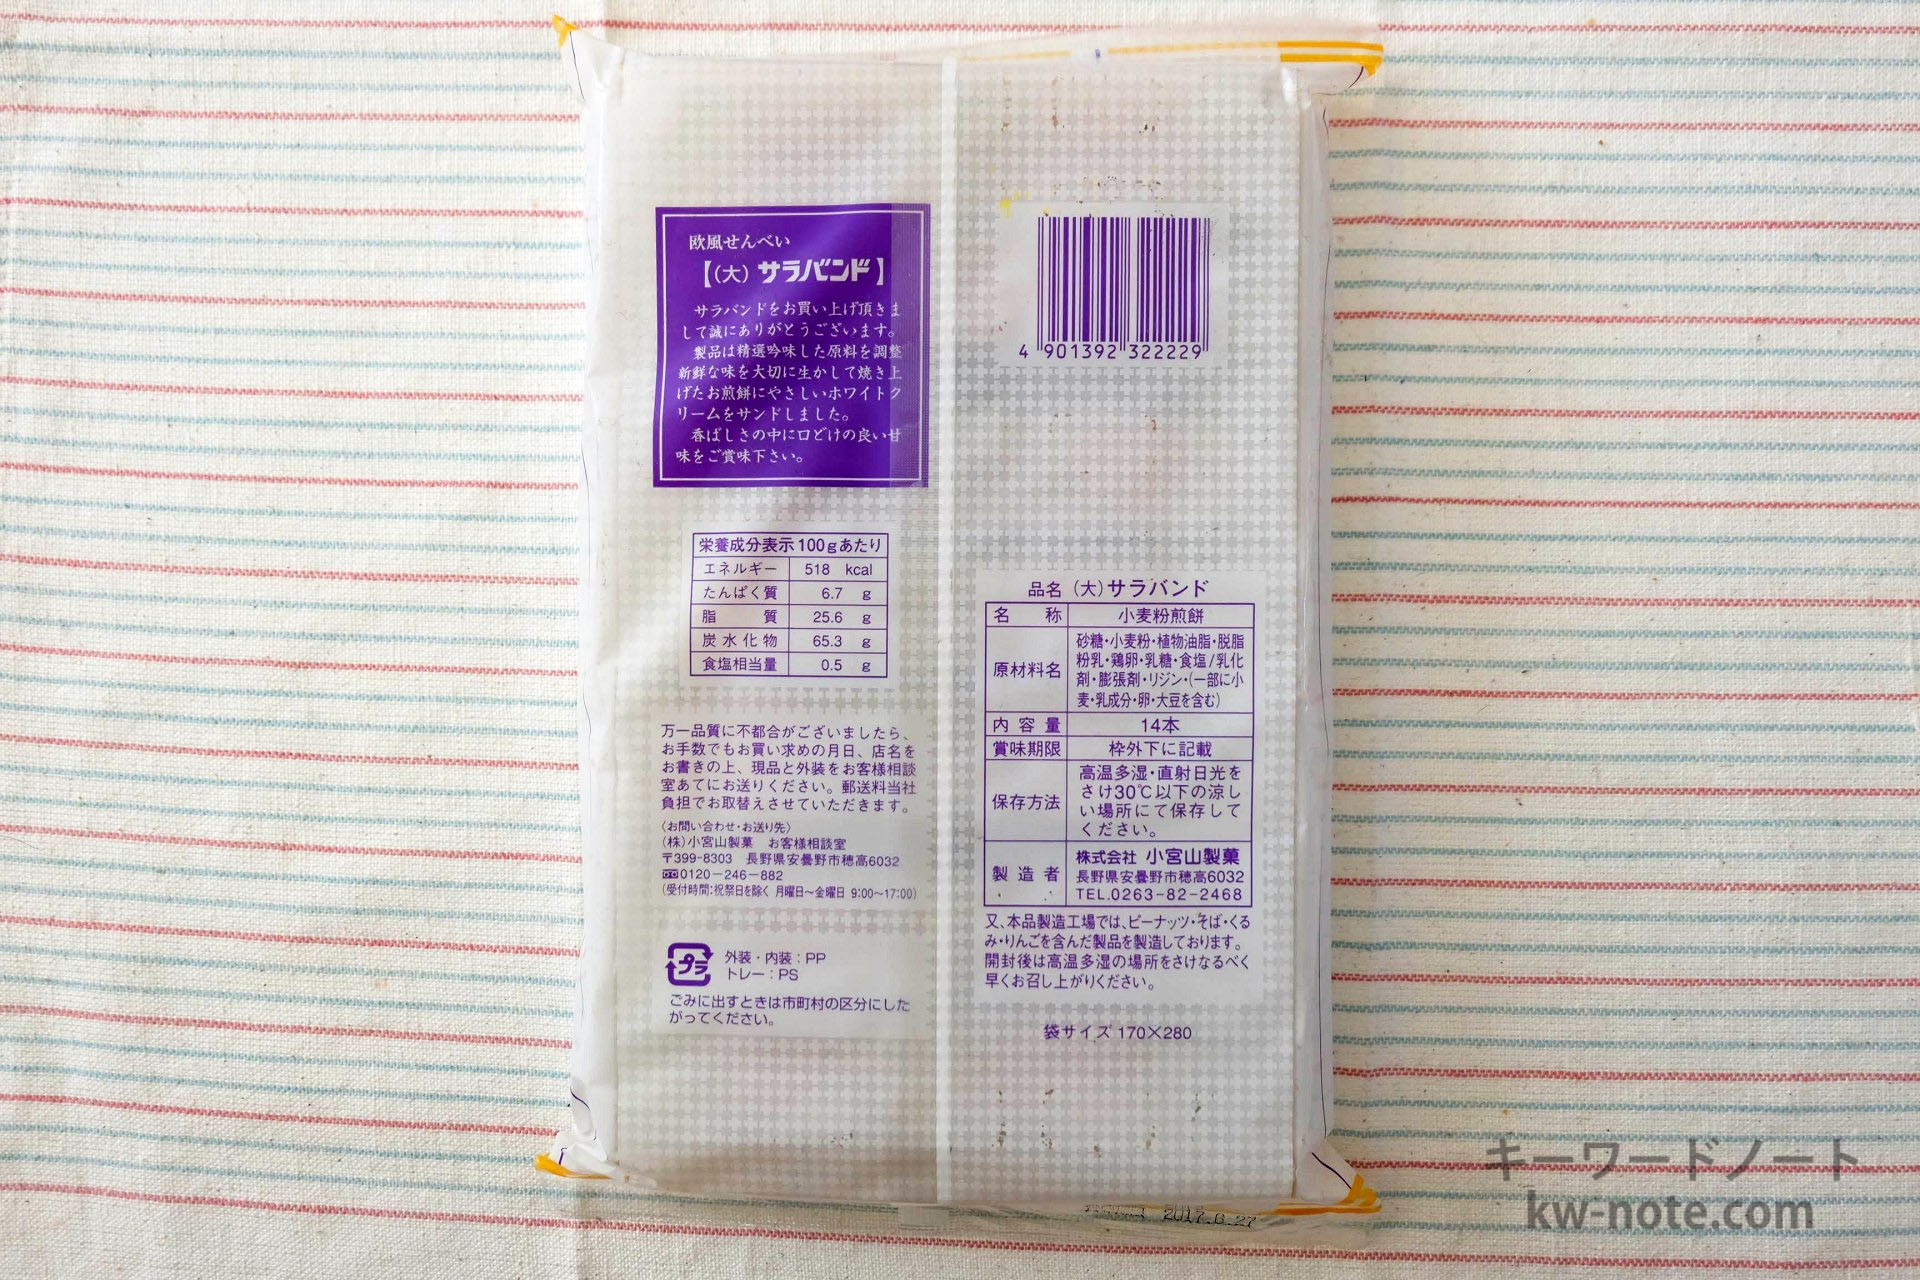 欧風せんべい
【(大) サラバンド】
サラバンドをお買い上げ頂きま
して誠にありがとうございます。
製品は精選吟味した原料を調整
新鮮な味を大切に生かして焼き上
げたお煎餅にやさしいホワイトク
リームをサンドしました。
香ばしさの中に口どけの良い甘
味をご賞味下さい。
栄養成分表示100gあたり
エネルギー 518 kcal
たんぱく質 6.7 g
脂質 25.6 g
炭水化物 65.3 g
食塩相当量 0.5 g
万一品質に不都合がございましたら、
お手数でもお買い求めの月日、店名を
お書きの上、現品と外装をお客様相談
室あてにお送りください。郵送料当社
負担でお取替えさせていただきます。
〈お問い合わせ・お送り先〉
(株)小宮山製菓 お客様相談室
〒399-8303 長野県安曇野市穂高6032
0120-246-882
(受付時間:祝祭日を除く 月曜日〜金曜日 9:00〜17:00)
プラ
外装・内装:PP
トレー:PS
ごみに出すときは市町村の区分にした
がってください。
4 901392 322229
品名 (大)サラバンド
名称 小麦粉煎餅
原材料名 砂糖・小麦粉・植物油脂・脱脂
粉乳・鶏卵・乳糖・食塩/乳化
剤・膨張剤・リジン・(一部に小
麦・乳成分・卵・大豆を含む)
内容量 14本
賞味期限 枠外下に記載
保存方法 高温多湿・直射日光を
さけ30℃以下の涼し
い場所にて保存して
ください。
製造者 株式会社 小宮山製菓
長野県安曇野市穂高6032
TEL.0263-82-2468
又、本品製造工場では、ピーナッツ・そば・くる
み・りんごを含んだ製品を製造しております。
開封後は高温多湿の場所をさけなるべく
早くお召し上がりください。
袋サイズ 170×280
2017.6.27
キーワードノート
kw-note.com